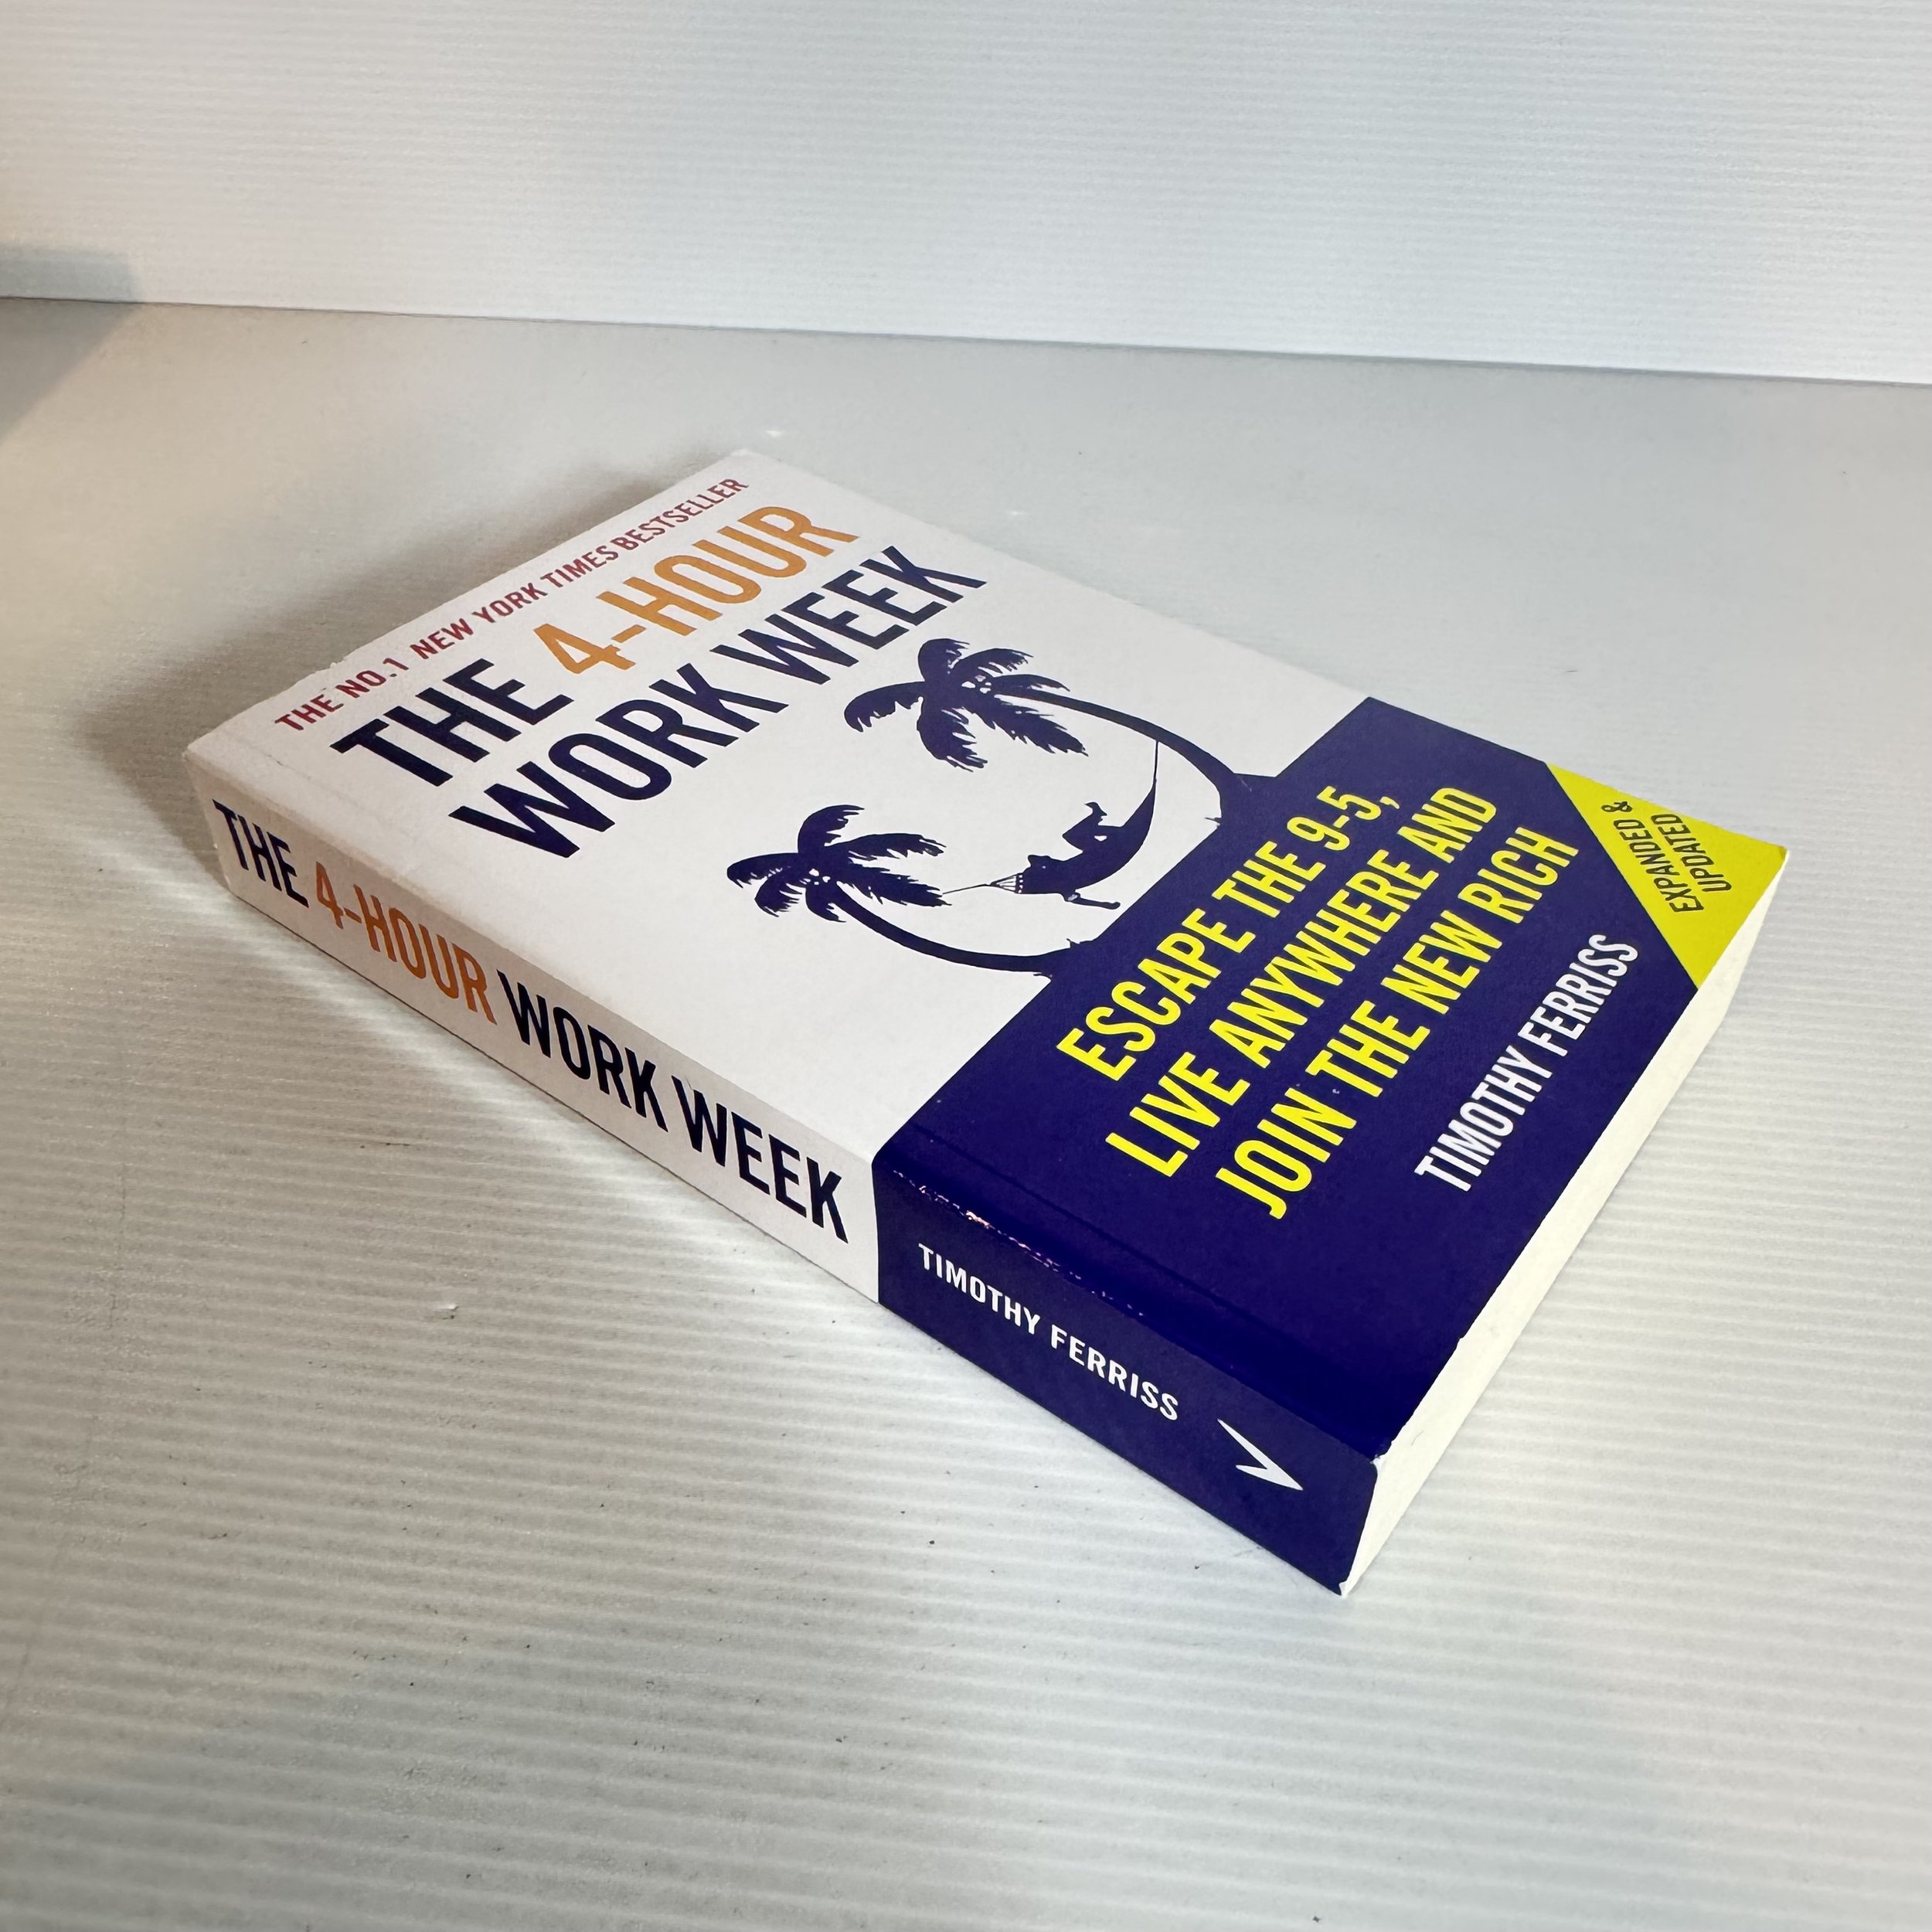 THE NO.1 NEW YORK TIMES BESTSELLER
THE 4-HOUR
WORK WEEK
ESCAPE THE 9-5,
LIVE ANYWHERE AND
JOIN THE NEW RICH
EXPANDED &
UPDATED
TIMOTHY FERRISS
THE 4-HOUR WORK WEEK
TIMOTHY FERRISS